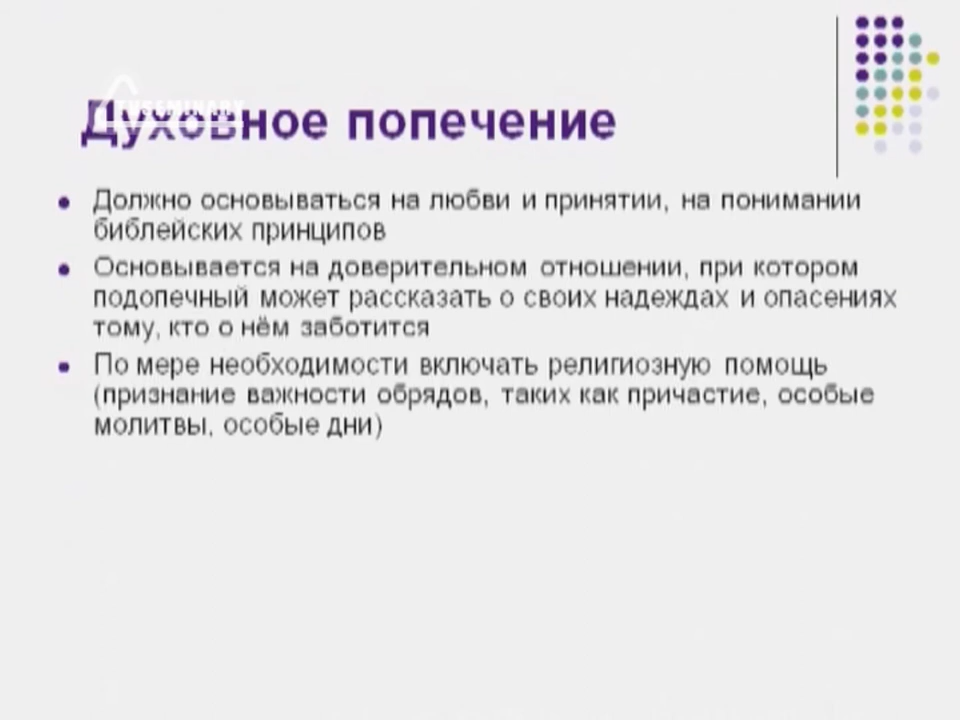 TVSEMINARY
Духовное попечение
Должно основываться на любви и принятии, на понимании
библейских принципов
Основывается на доверительном отношении, при котором
подопечный может рассказать о своих надеждах и опасениях
тому, кто о нём заботится
По мере необходимости включать религиозную помощь
(признание важности обрядов, таких как причастие, особые
молитвы, особые дни)